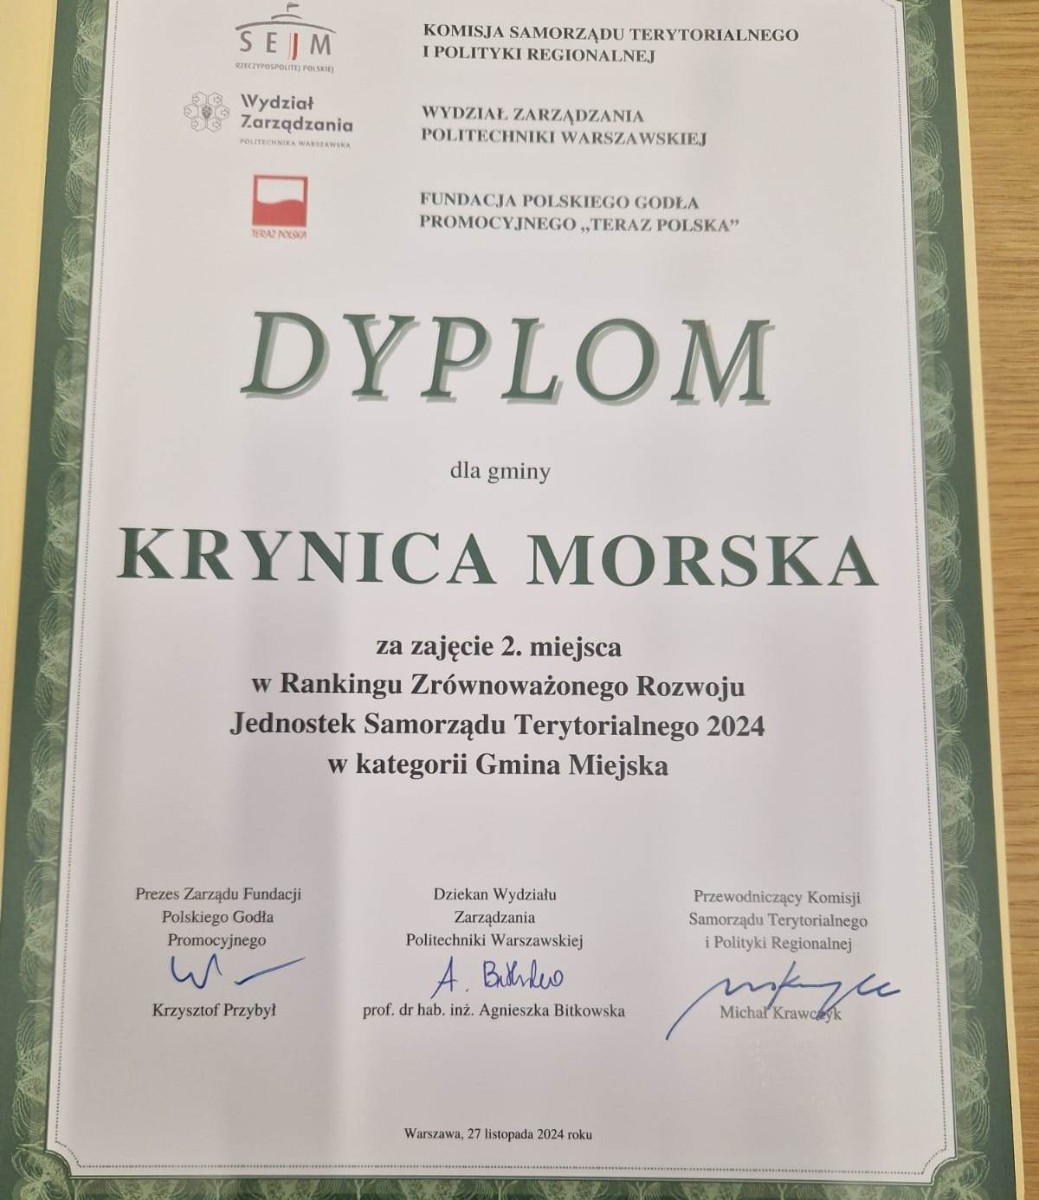 SEJM
RZECZYPOSPOLITEJ POLSKIEJ
KOMISJA SAMORZĄDU TERYTORIALNEGO
I POLITYKI REGIONALNEJ
Wydział
Zarządzania
POLITECHNIKA WARSZAWSKA
WYDZIAŁ ZARZĄDZANIA
POLITECHNIKI WARSZAWSKIEJ
TERAZ POLSKA
FUNDACJA POLSKIEGO GODŁA
PROMOCYJNEGO „TERAZ POLSKA”
DYPLOM
dla gminy
KRYNICA MORSKA
za zajęcie 2. miejsca
w Rankingu Zrównoważonego Rozwoju
Jednostek Samorządu Terytorialnego 2024
w kategorii Gmina Miejska
Prezes Zarządu Fundacji
Polskiego Godła
Promocyjnego
Krzysztof Przybył
Dziekan Wydziału
Zarządzania
Politechniki Warszawskiej
A. Bitkowska
prof. dr hab. inż. Agnieszka Bitkowska
Przewodniczący Komisji
Samorządu Terytorialnego
i Polityki Regionalnej
Michał Krawczyk
Warszawa, 27 listopada 2024 roku